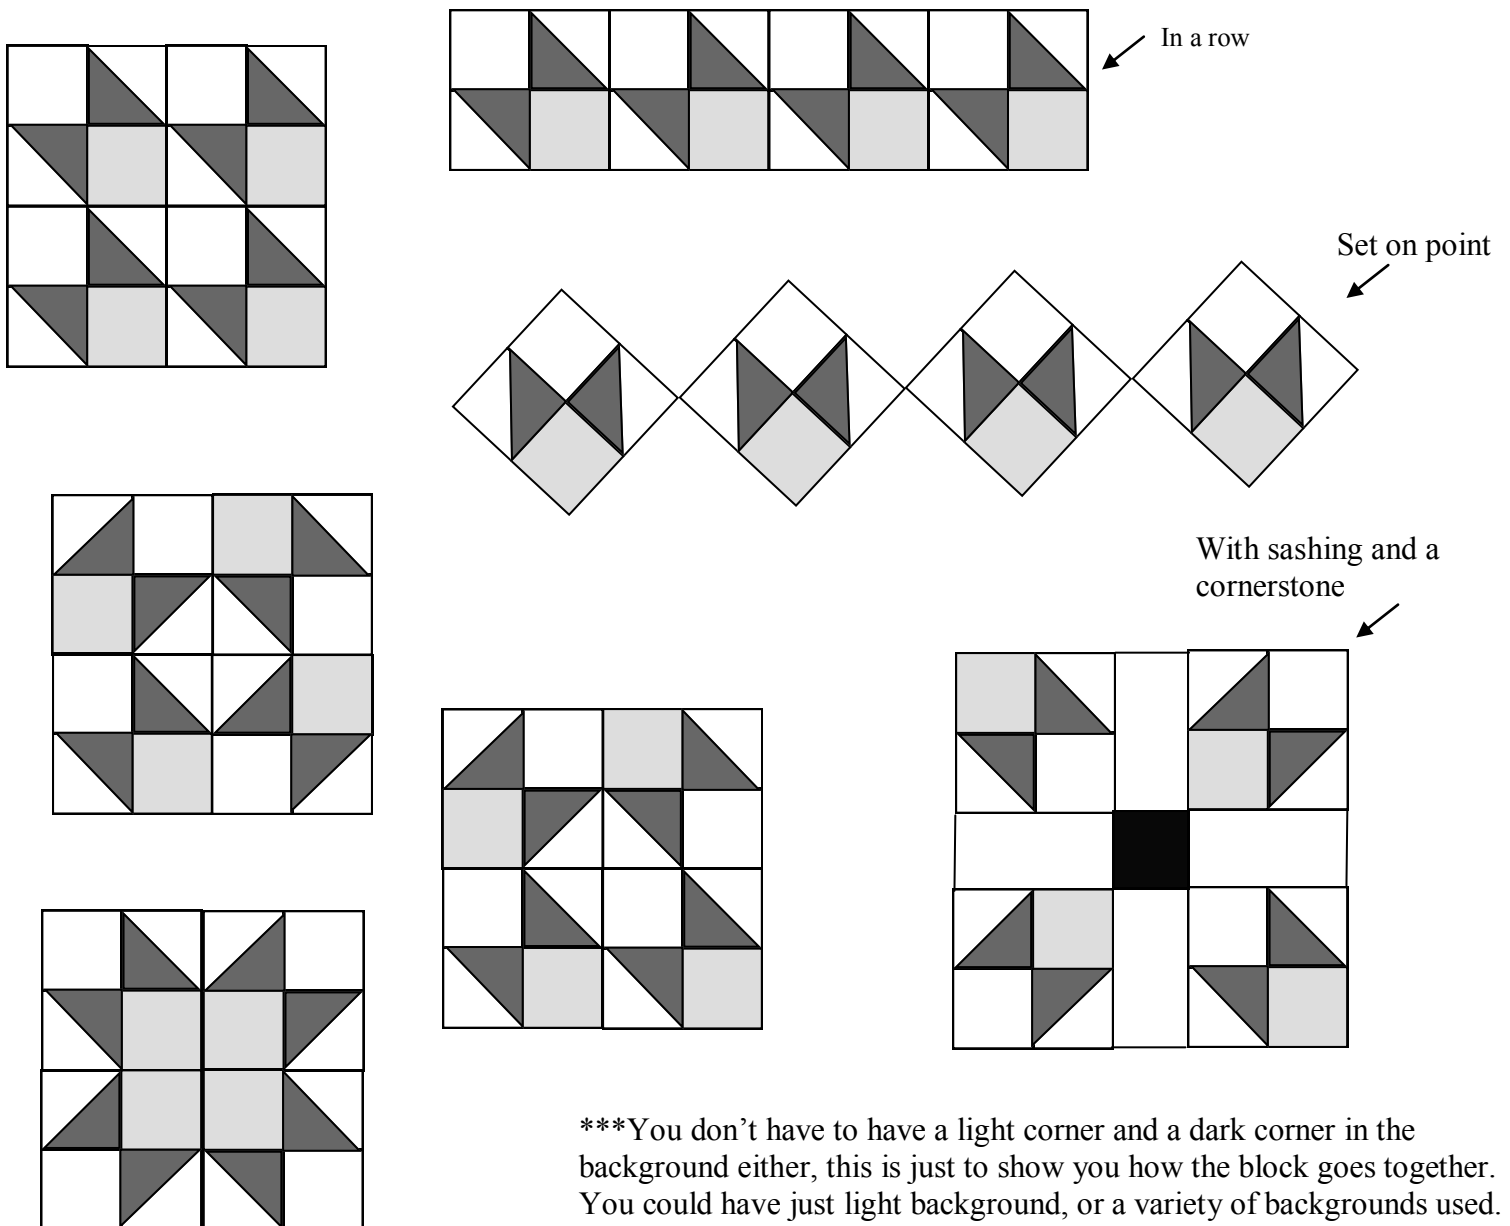 In a row
Set on point
With sashing and a
cornerstone
***You don’t have to have a light corner and a dark corner in the
background either, this is just to show you how the block goes together.
You could have just light background, or a variety of backgrounds used.